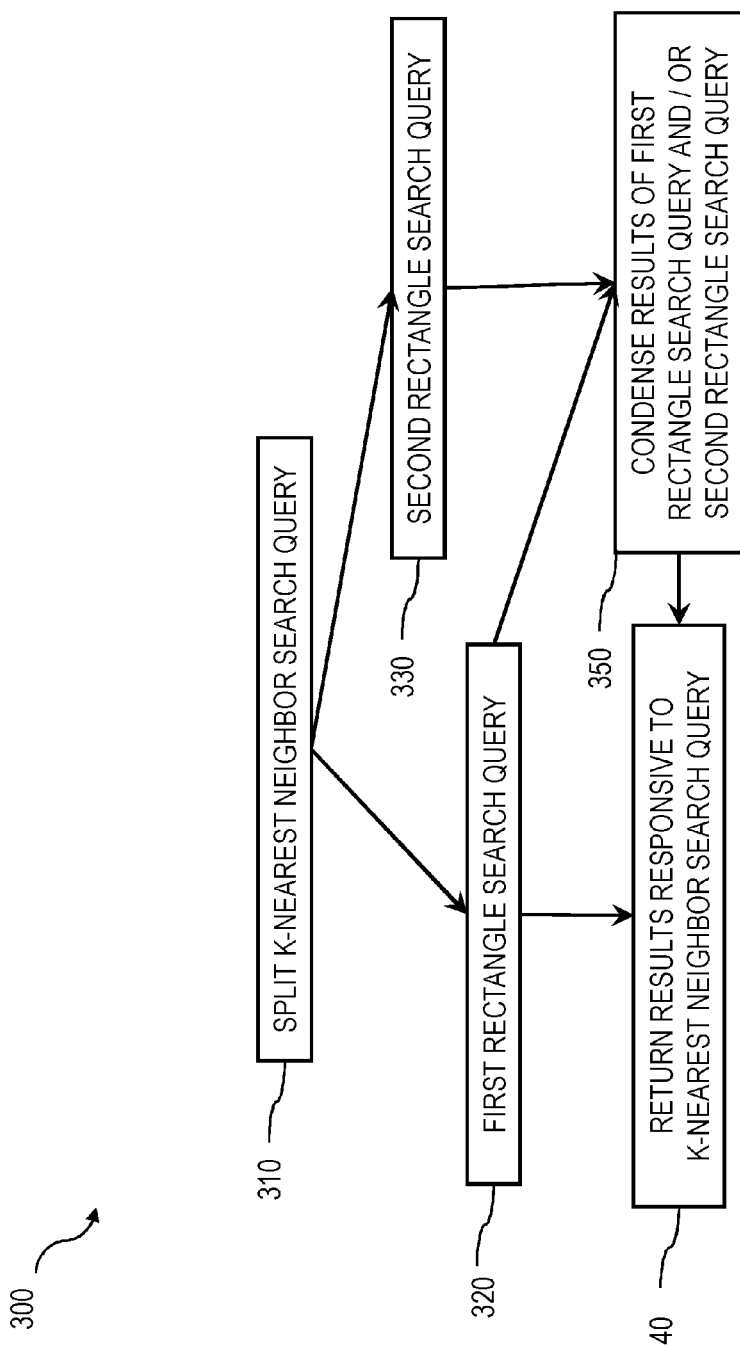 300
310
SPLIT K-NEAREST NEIGHBOR SEARCH QUERY
320
FIRST RECTANGLE SEARCH QUERY
330
SECOND RECTANGLE SEARCH QUERY
40
RETURN RESULTS RESPONSIVE TO
K-NEAREST NEIGHBOR SEARCH QUERY
350
CONDENSE RESULTS OF FIRST
RECTANGLE SEARCH QUERY AND / OR
SECOND RECTANGLE SEARCH QUERY